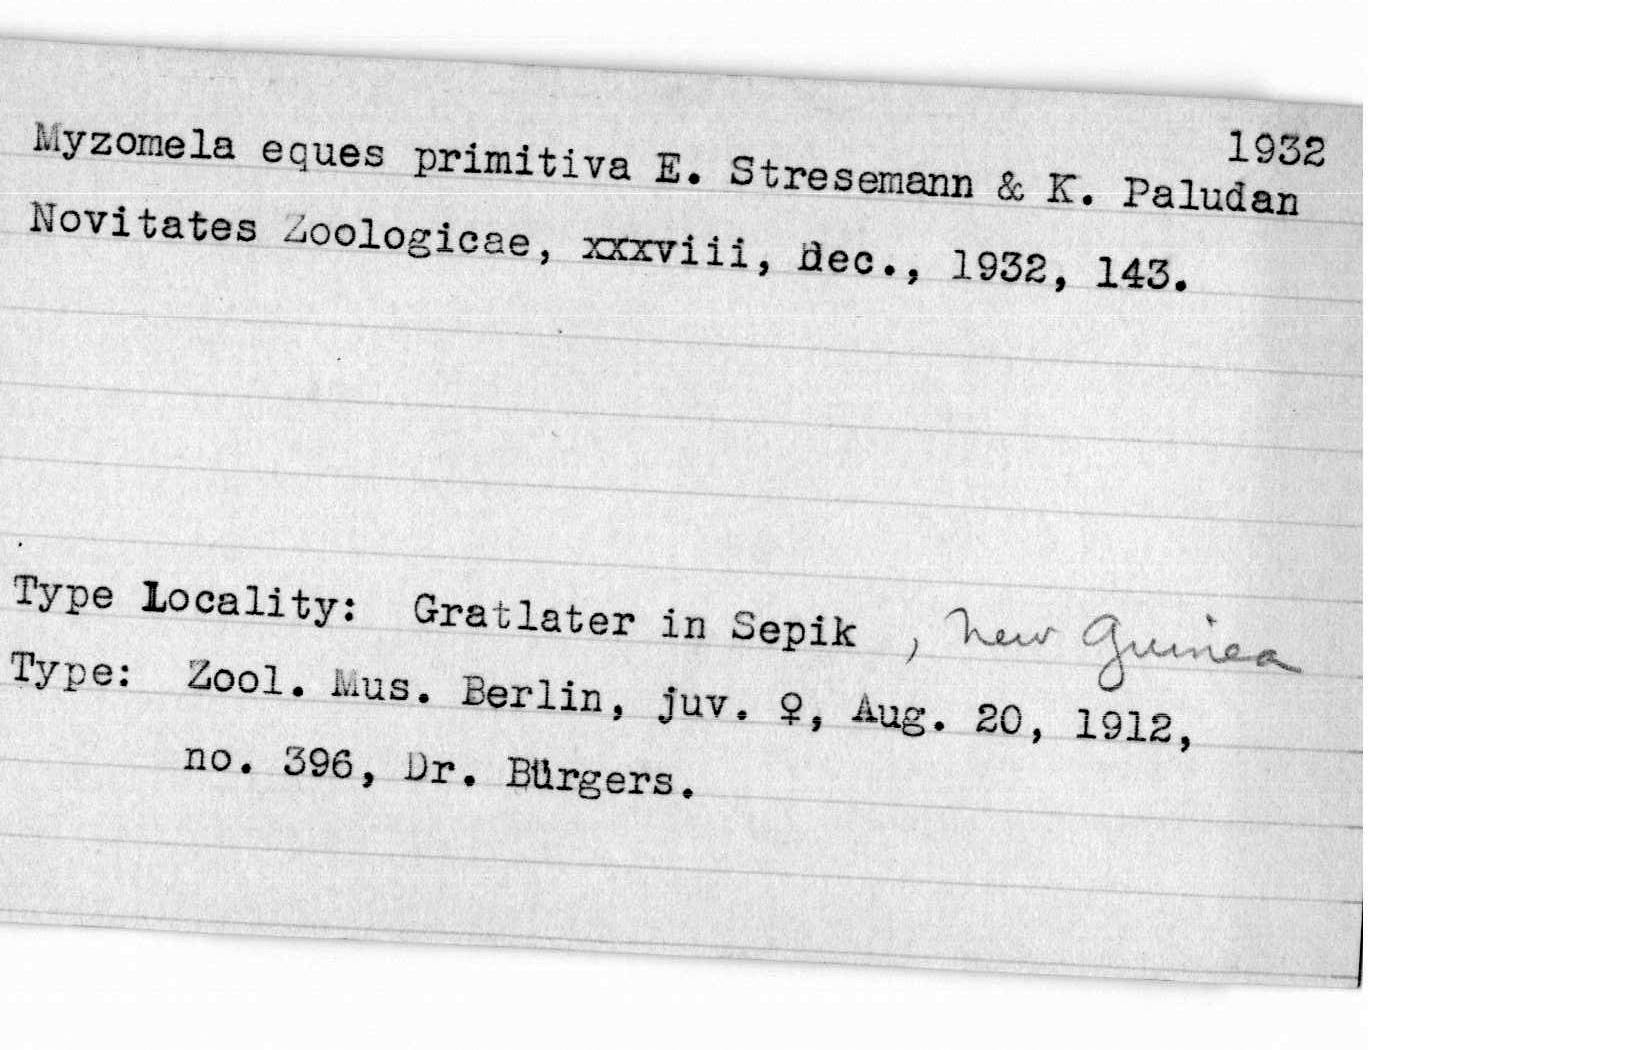 1932
Myzomela eques primitiva E. Stresemann & K. Paludan
Novitates Zoologicae, xxxviii, dec., 1932, 143.
Type Locality: Gratlater in Sepik , New Guinea
Type: Zool. Mus. Berlin, juv. ♀, Aug. 20, 1912,
no. 396, Dr. Bürgers.